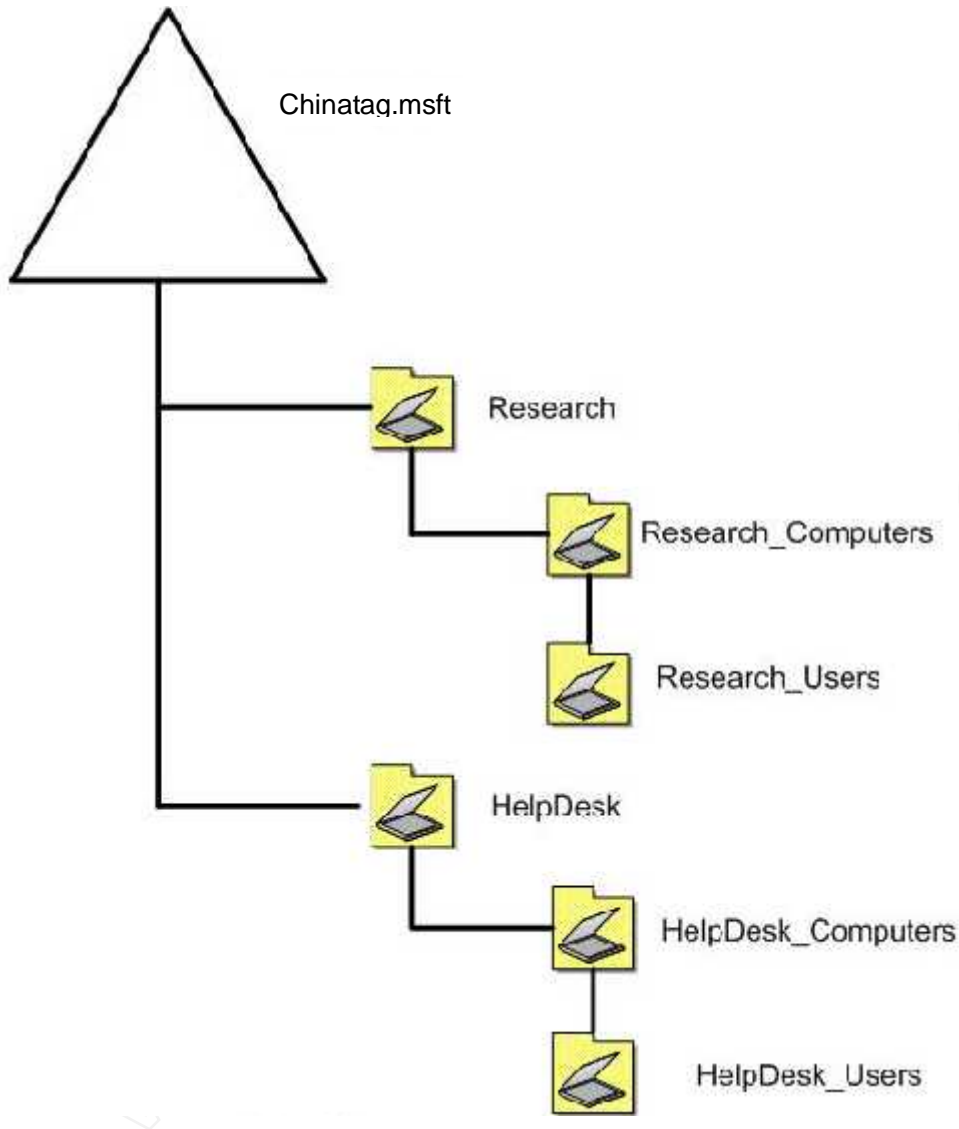 Chinatag.msft
Research
Research_Computers
Research_Users
HelpDesk
HelpDesk_Computers
HelpDesk_Users